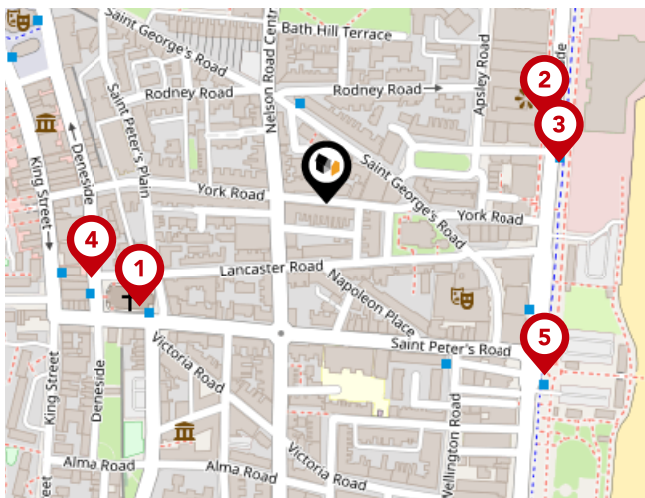 Saint George's Road
Nelson Road Centr
Bath Hill Terrace
Apsley Road
de
Rodney Road
Rodney Road
2
3
Saint Peter's Plain
Deneside
King Street
York Road
Saint George's Road
York Road
4
1
Lancaster Road
Napoleon Place
Saint Peter's Road
5
Victoria Road
King Street
Deneside
Wellington Road
Alma Road
Alma Road
Victoria Road